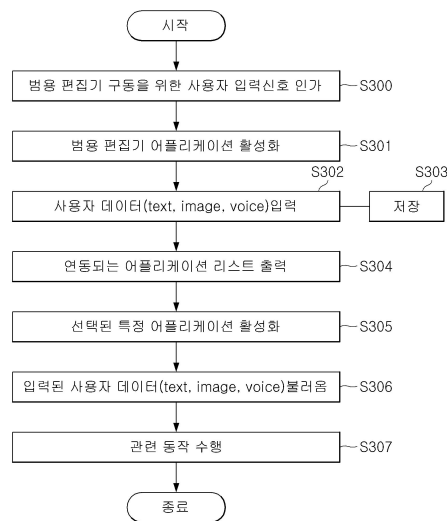 시작
범용 편집기 구동을 위한 사용자 입력신호 인가
S300
범용 편집기 어플리케이션 활성화
S301
S302
사용자 데이터(text, image, voice)입력
S303
저장
연동되는 어플리케이션 리스트 출력
S304
선택된 특정 어플리케이션 활성화
S305
입력된 사용자 데이터(text, image, voice)불러옴
S306
관련 동작 수행
S307
종료